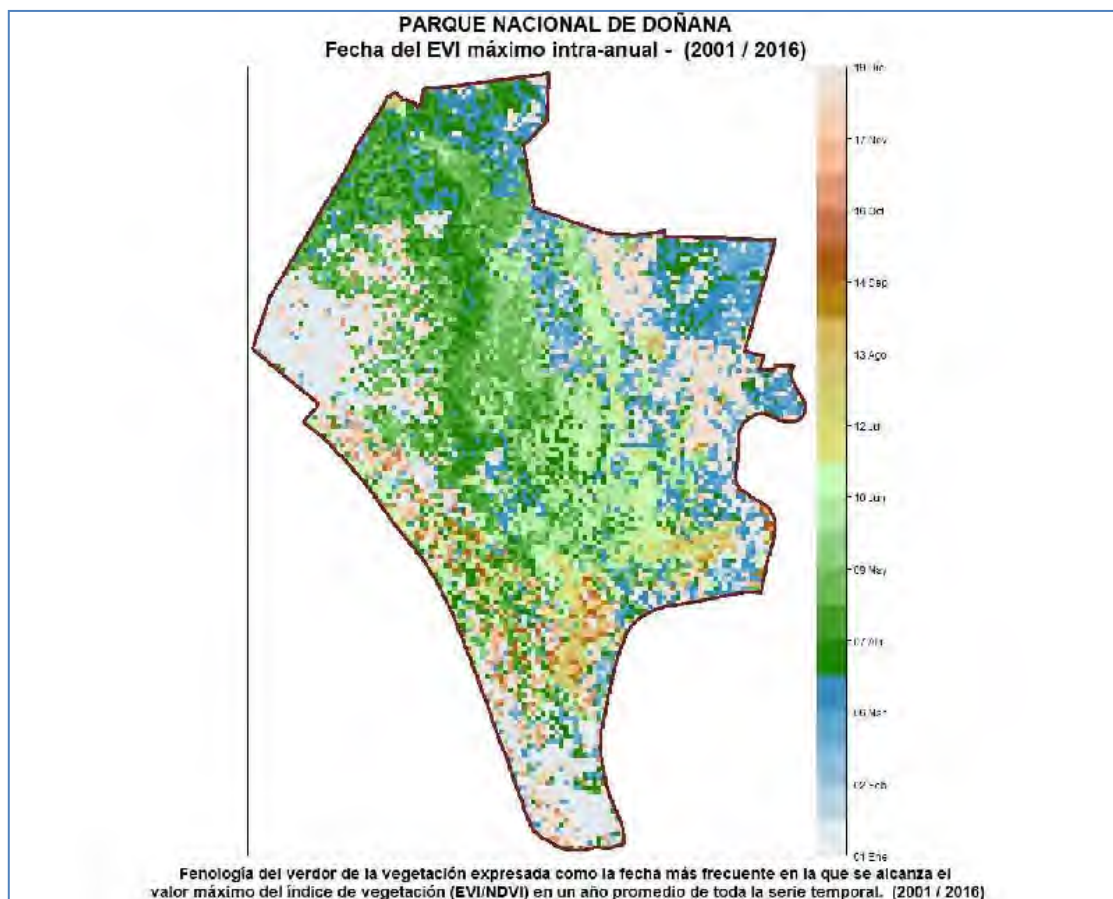 PARQUE NACIONAL DE DOÑANA
Fecha del EVI máximo intra-anual - (2001 / 2016)
17 Nov
16 Oct
14 Sep
13 Ago
12 Jul
10 Jun
09 May
06 Mar
02 Feb
01 Ene
Fenología del verdor de la vegetación expresada como la fecha más frecuente en la que se alcanza el
valor máximo del índice de vegetación (EVI/NDVI) en un año promedio de toda la serie temporal. (2001 / 2016)